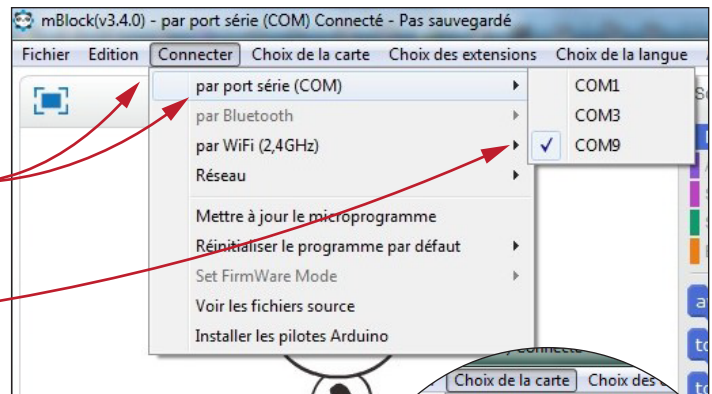 mBlock(v3.4.0) - par port série (COM) Connecté - Pas sauvegardé
Fichier Edition Connecter Choix de la carte Choix des extensions Choix de la langue
par port série (COM)
COM1
par Bluetooth
COM3
par WiFi (2,4GHz)
✓ COM9
Réseau
Mettre à jour le microprogramme
Réinitialiser le programme par défaut
Set FirmWare Mode
Voir les fichiers source
Installer les pilotes Arduino
Choix de la carte Choix des